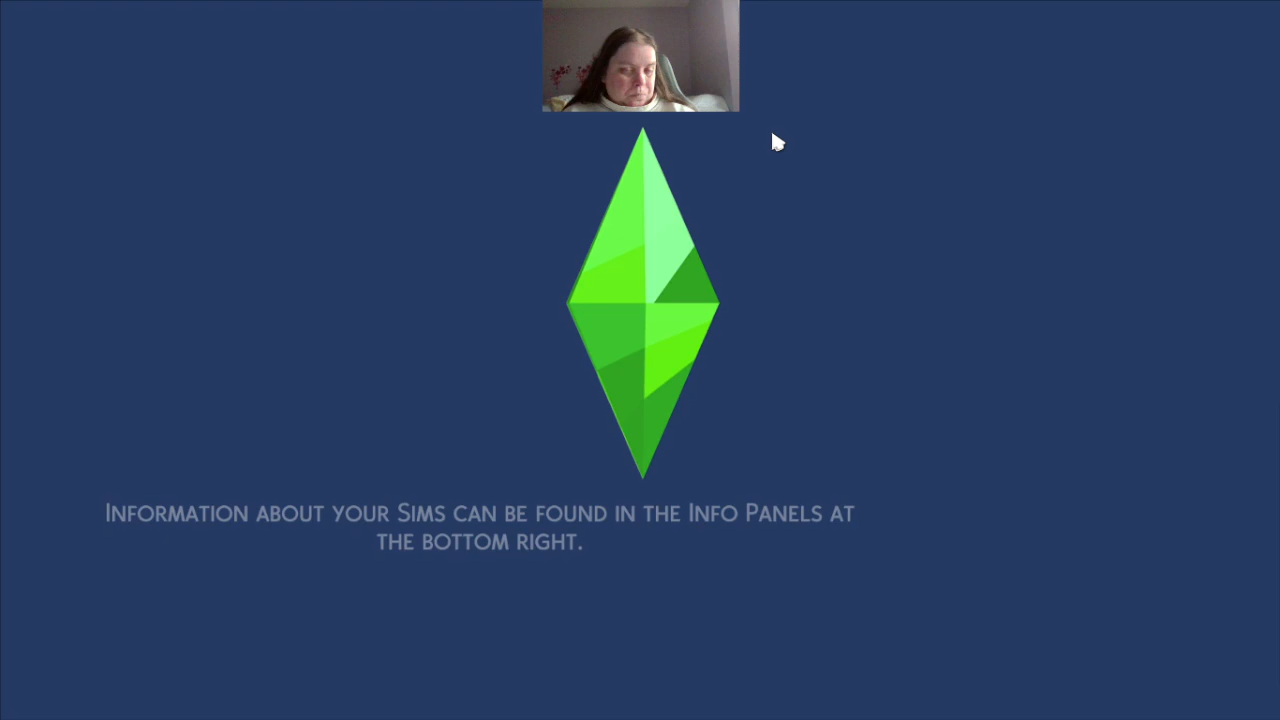 Information about your Sims can be found in the Info Panels at
the bottom right.